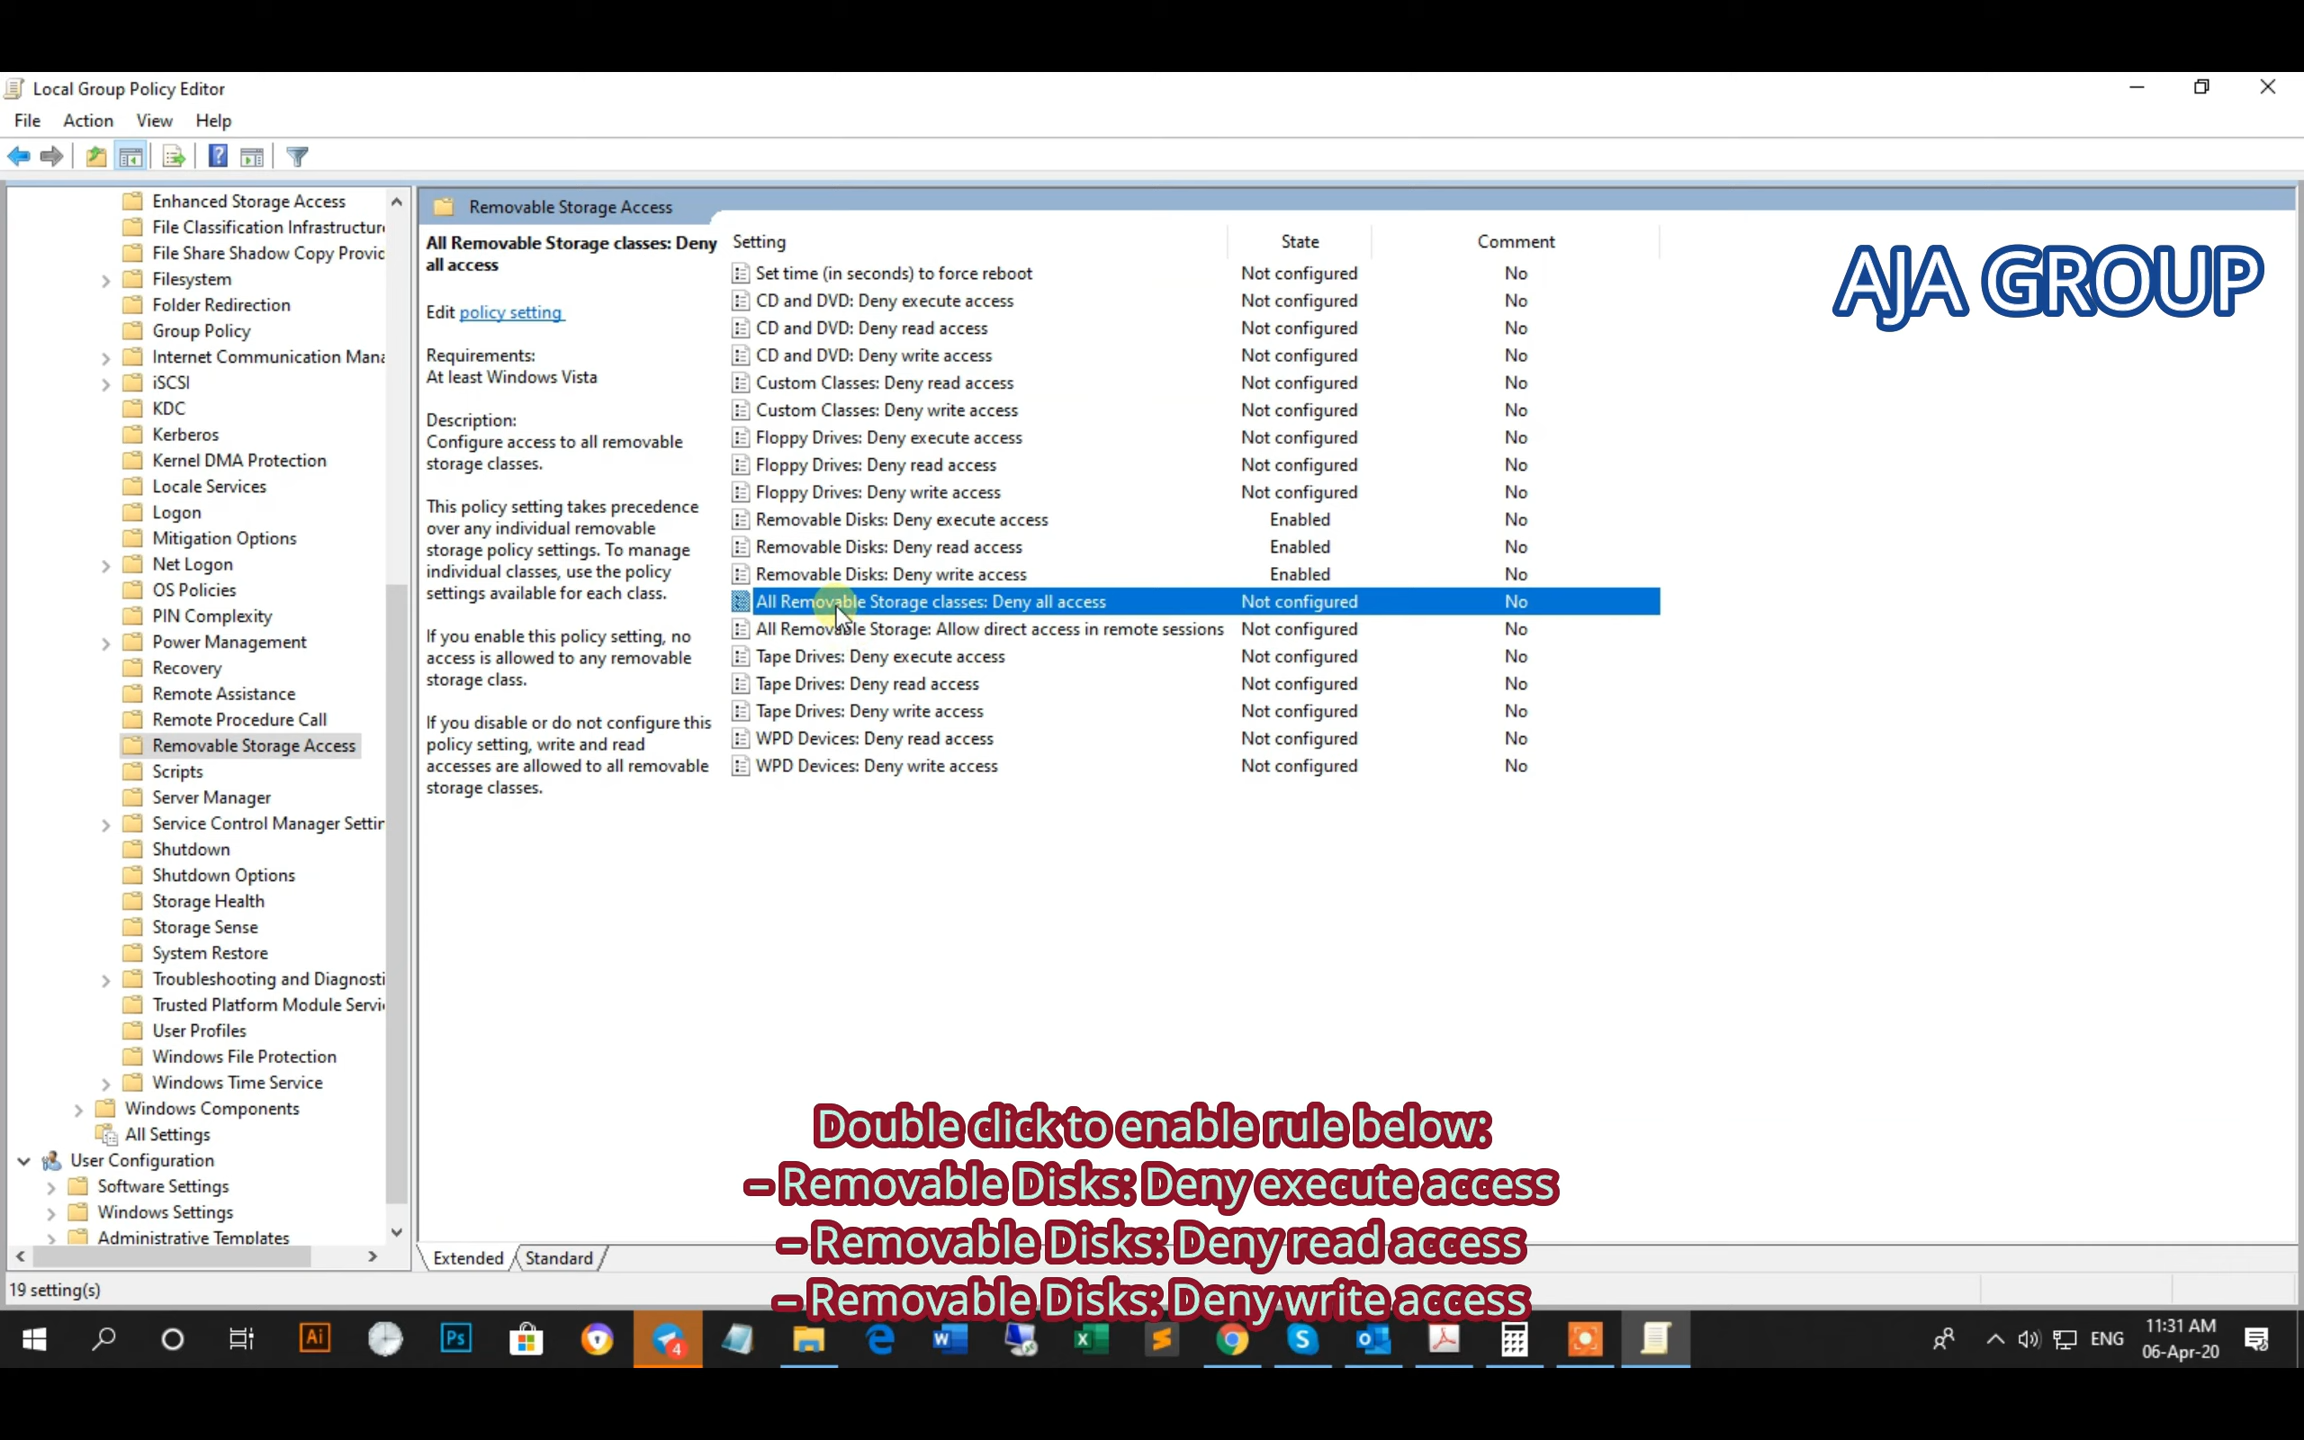 Local Group Policy Editor
File Action View Help
Enhanced Storage Access
File Classification Infrastructure
File Share Shadow Copy Provid
Filesystem
Folder Redirection
Group Policy
Internet Communication Mana
iSCSI
KDC
Kerberos
Kernel DMA Protection
Locale Services
Logon
Mitigation Options
Net Logon
OS Policies
PIN Complexity
Power Management
Recovery
Remote Assistance
Remote Procedure Call
Removable Storage Access
Scripts
Server Manager
Service Control Manager Settin
Shutdown
Shutdown Options
Storage Health
Storage Sense
System Restore
Troubleshooting and Diagnosti
Trusted Platform Module Servi
User Profiles
Windows File Protection
Windows Time Service
Windows Components
All Settings
User Configuration
Software Settings
Windows Settings
Administrative Templates
19 setting(s)
Removable Storage Access
All Removable Storage classes: Deny
all access
Edit policy setting
Requirements:
At least Windows Vista
Description:
Configure access to all removable
storage classes.
This policy setting takes precedence
over any individual removable
storage policy settings. To manage
individual classes, use the policy
settings available for each class.
If you enable this policy setting, no
access is allowed to any removable
storage class.
If you disable or do not configure this
policy setting, write and read
accesses are allowed to all removable
storage classes.
Setting State Comment
Set time (in seconds) to force reboot Not configured No
CD and DVD: Deny execute access Not configured No
CD and DVD: Deny read access Not configured No
CD and DVD: Deny write access Not configured No
Custom Classes: Deny read access Not configured No
Custom Classes: Deny write access Not configured No
Floppy Drives: Deny execute access Not configured No
Floppy Drives: Deny read access Not configured No
Floppy Drives: Deny write access Not configured No
Removable Disks: Deny execute access Enabled No
Removable Disks: Deny read access Enabled No
Removable Disks: Deny write access Enabled No
All Removable Storage classes: Deny all access Not configured No
All Removable Storage: Allow direct access in remote sessions Not configured No
Tape Drives: Deny execute access Not configured No
Tape Drives: Deny read access Not configured No
Tape Drives: Deny write access Not configured No
WPD Devices: Deny read access Not configured No
WPD Devices: Deny write access Not configured No
AJA GROUP
Extended Standard
Double click to enable rule below:
– Removable Disks: Deny execute access
– Removable Disks: Deny read access
– Removable Disks: Deny write access
Ai Ps 4 ENG
11:31 AM
06-Apr-20